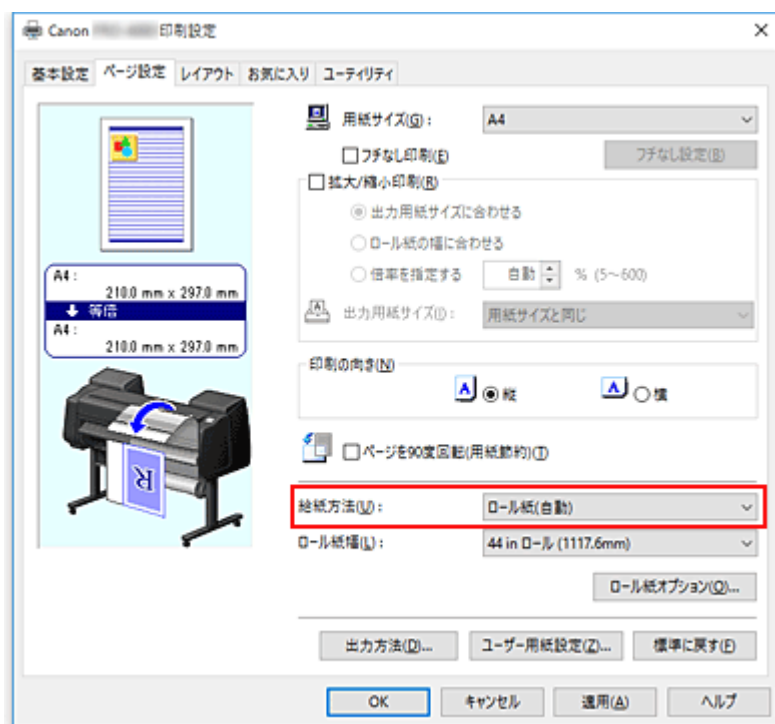 Canon 印刷設定
基本設定 ページ設定 レイアウト お気に入り ユーティリティ
用紙サイズ(G): A4
フチなし印刷(E) フチなし設定(B)
拡大/縮小印刷(R)
出力用紙サイズに合わせる
ロール紙の幅に合わせる
倍率を指定する 自動 % (5～600)
出力用紙サイズ(I): 用紙サイズと同じ
A4:
210.0 mm x 297.0 mm
等倍
A4:
210.0 mm x 297.0 mm
印刷の向き(N)
A 縦 A 横
ページを90度回転(用紙節約)(T)
R
給紙方法(U): ロール紙(自動)
ロール紙幅(L): 44 in ロール (1117.6mm)
ロール紙オプション(O)...
出力方法(D)... ユーザー用紙設定(Z)... 標準に戻す(F)
OK キャンセル 適用(A) ヘルプ